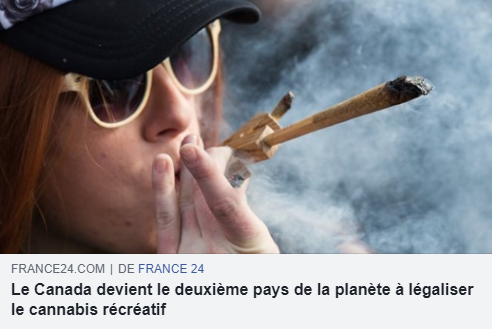 FRANCE24.COM | DE FRANCE 24
Le Canada devient le deuxième pays de la planète à légaliser
le cannabis récréatif